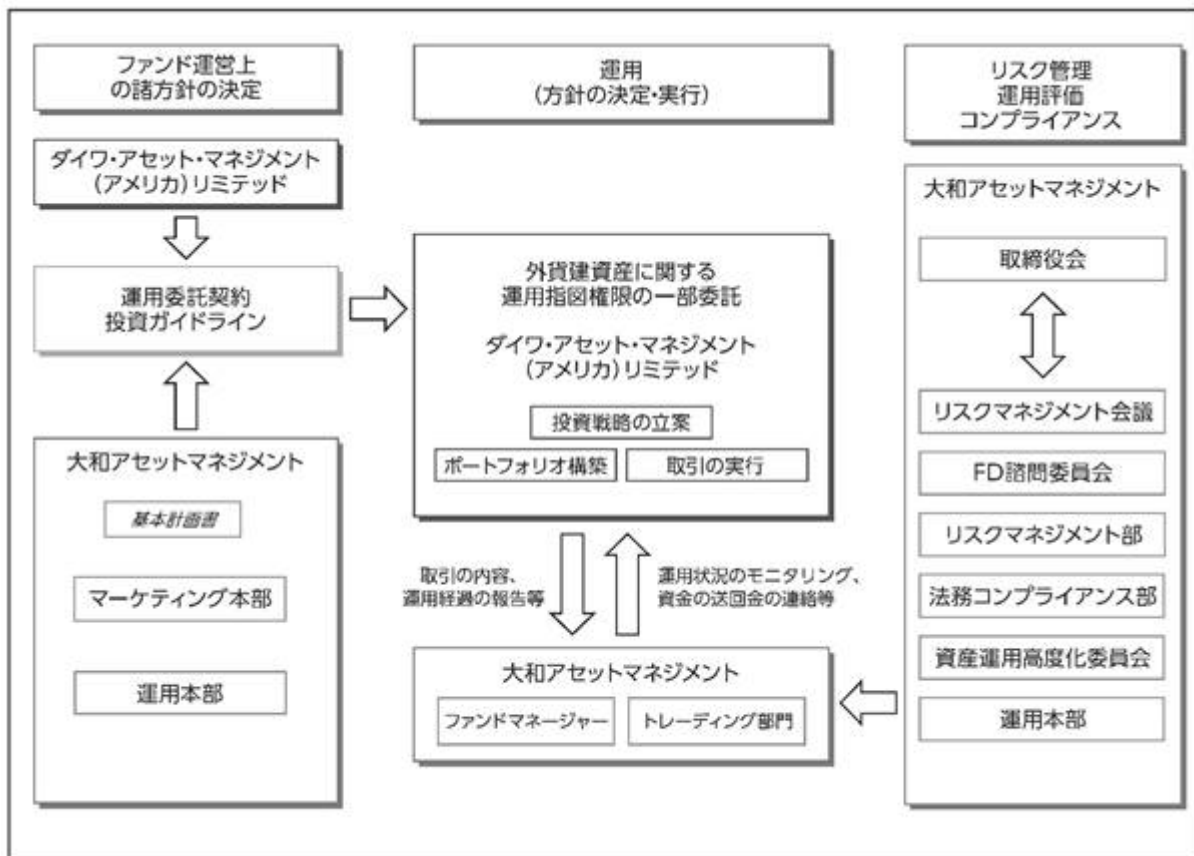 ファンド運営上
の諸方針の決定
ダイワ・アセット・マネジメント
(アメリカ)リミテッド
運用委託契約
投資ガイドライン
大和アセットマネジメント
基本計画書
マーケティング本部
運用本部
運用
(方針の決定・実行)
外貨建資産に関する
運用指図権限の一部委託
ダイワ・アセット・マネジメント
(アメリカ)リミテッド
投資戦略の立案
ポートフォリオ構築
取引の実行
取引の内容、
運用経過の報告等
運用状況のモニタリング、
資金の送回金の連絡等
大和アセットマネジメント
ファンドマネージャー
トレーディング部門
リスク管理
運用評価
コンプライアンス
大和アセットマネジメント
取締役会
リスクマネジメント会議
FD諮問委員会
リスクマネジメント部
法務コンプライアンス部
資産運用高度化委員会
運用本部